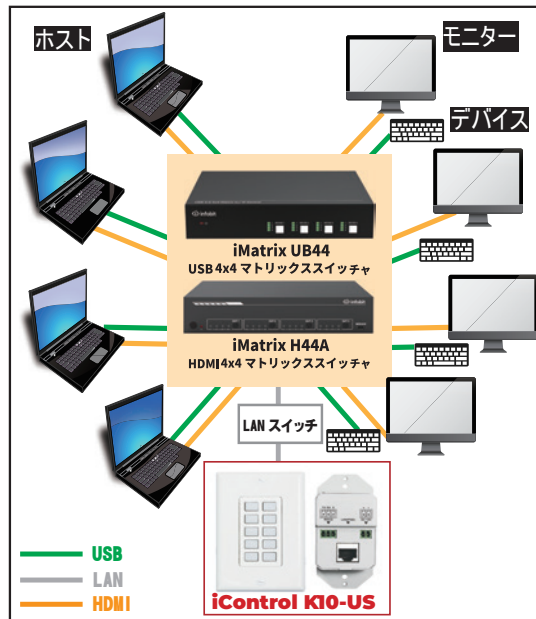 ホスト
モニター
デバイス
iMatrix UB44
USB 4x4 マトリックススイッチャ
iMatrix H44A
HDMI 4x4 マトリックススイッチャ
LAN スイッチ
USB
LAN
HDMI
iControl K10-US